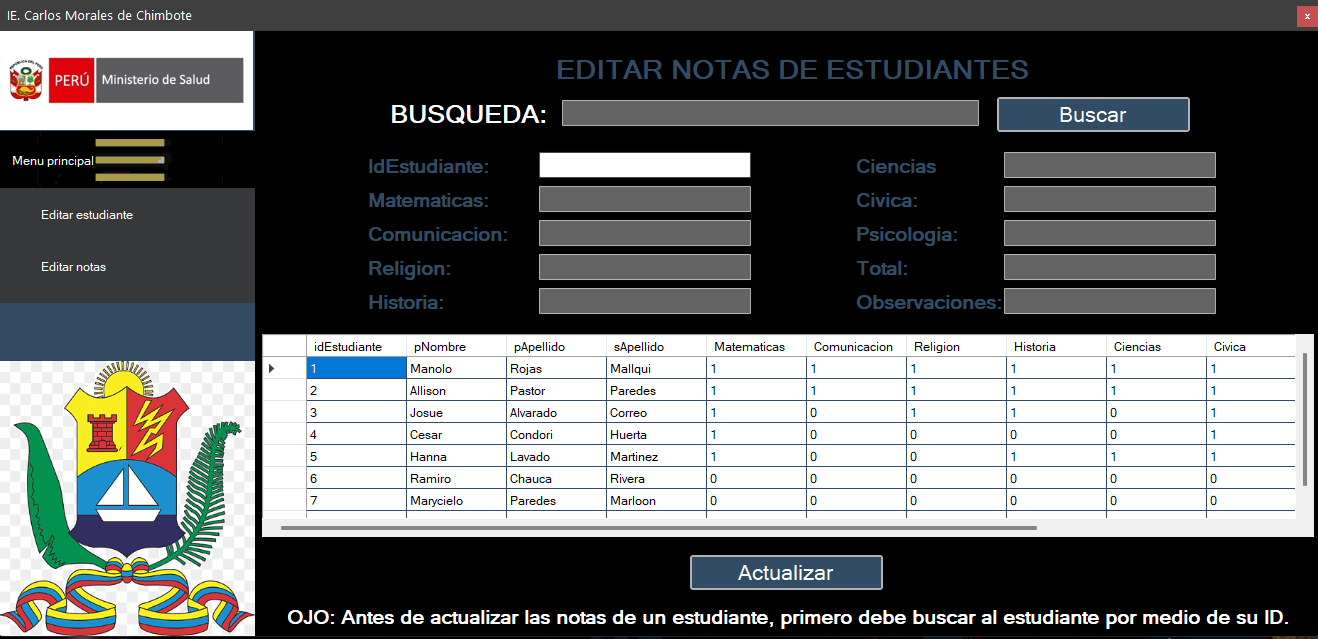 IE. Carlos Morales de Chimbote
x
PERÚ Ministerio de Salud
Menu principal
Editar estudiante
Editar notas
EDITAR NOTAS DE ESTUDIANTES
BUSQUEDA: Buscar
IdEstudiante: Ciencias
Matematicas: Civica:
Comunicacion: Psicologia:
Religion: Total:
Historia: Observaciones:
idEstudiante pNombre pApellido sApellido Matematicas Comunicacion Religion Historia Ciencias Civica
1 Manolo Rojas Mallqui 1 1 1 1 1 1
2 Allison Pastor Paredes 1 1 1 1 1 1
3 Josue Alvarado Correo 1 0 1 1 0 1
4 Cesar Condori Huerta 1 0 0 0 0 1
5 Hanna Lavado Martinez 1 0 0 1 1 1
6 Ramiro Chauca Rivera 0 0 0 0 0 0
7 Marycielo Paredes Marloon 0 0 0 0 0 0
Actualizar
OJO: Antes de actualizar las notas de un estudiante, primero debe buscar al estudiante por medio de su ID.